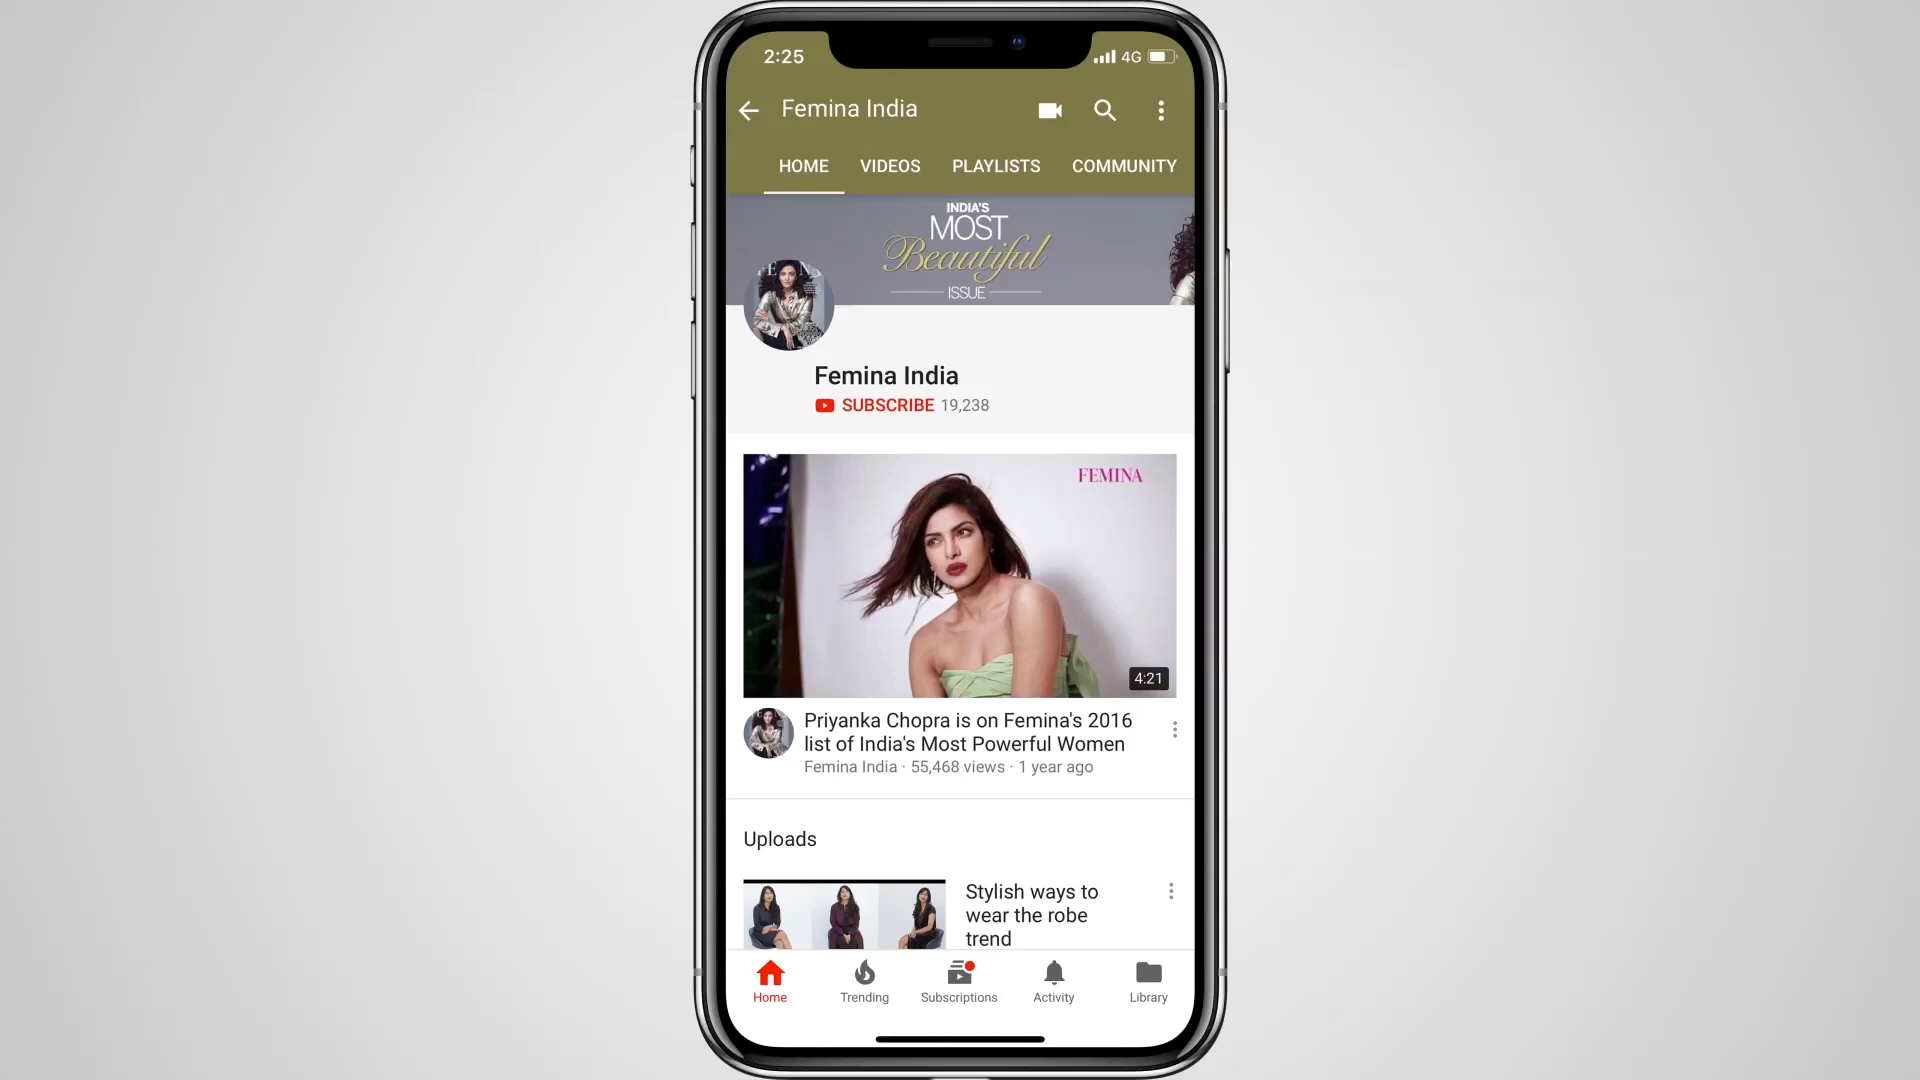 2:25
4G
Femina India
HOME VIDEOS PLAYLISTS COMMUNITY
INDIA'S
MOST
Beautiful
ISSUE
Femina India
SUBSCRIBE 19,238
FEMINA
4:21
Priyanka Chopra is on Femina's 2016
list of India's Most Powerful Women
Femina India · 55,468 views · 1 year ago
Uploads
Stylish ways to
wear the robe
trend
Home Trending Subscriptions Activity Library